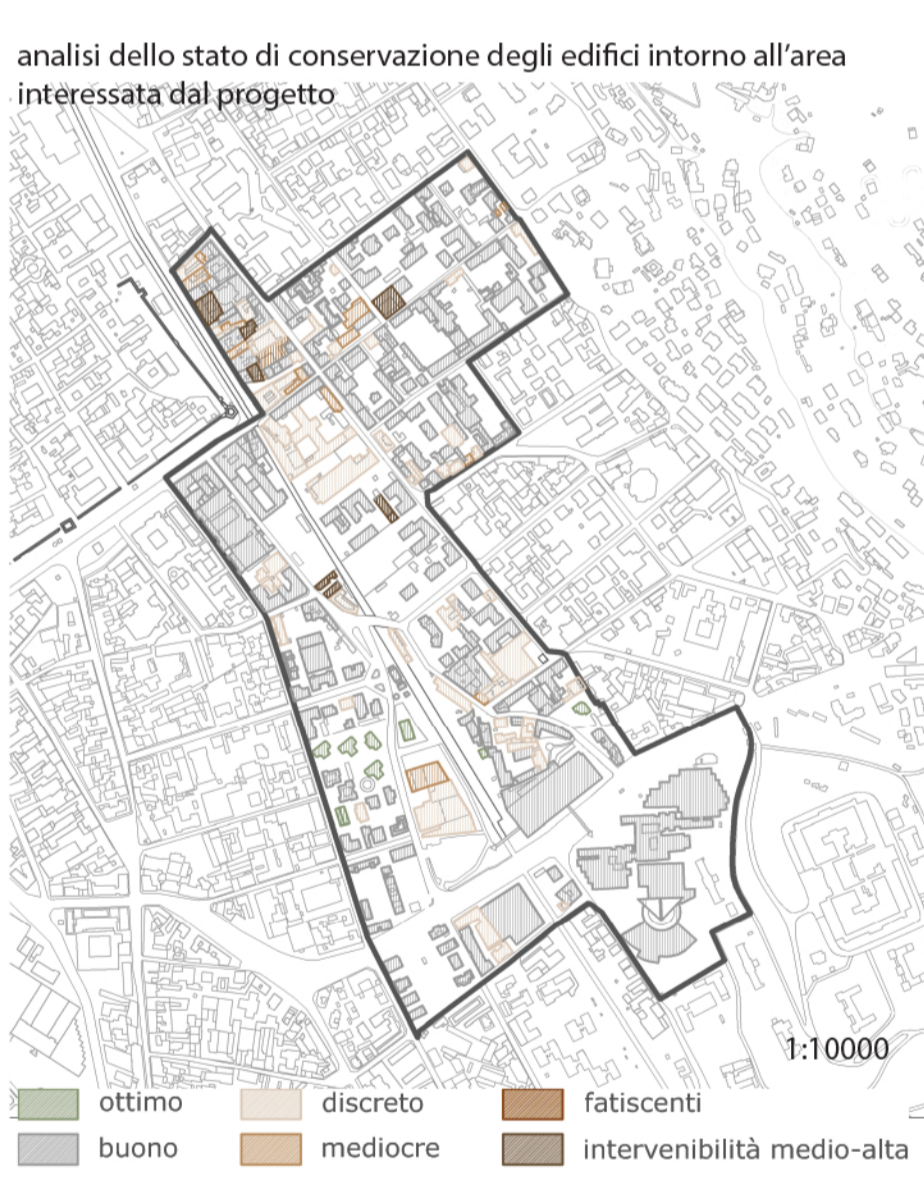 analisi dello stato di conservazione degli edifici intorno all'area
interessata dal progetto
1:10000
ottimo
discreto
fatiscenti
buono
mediocre
intervenibilità medio-alta